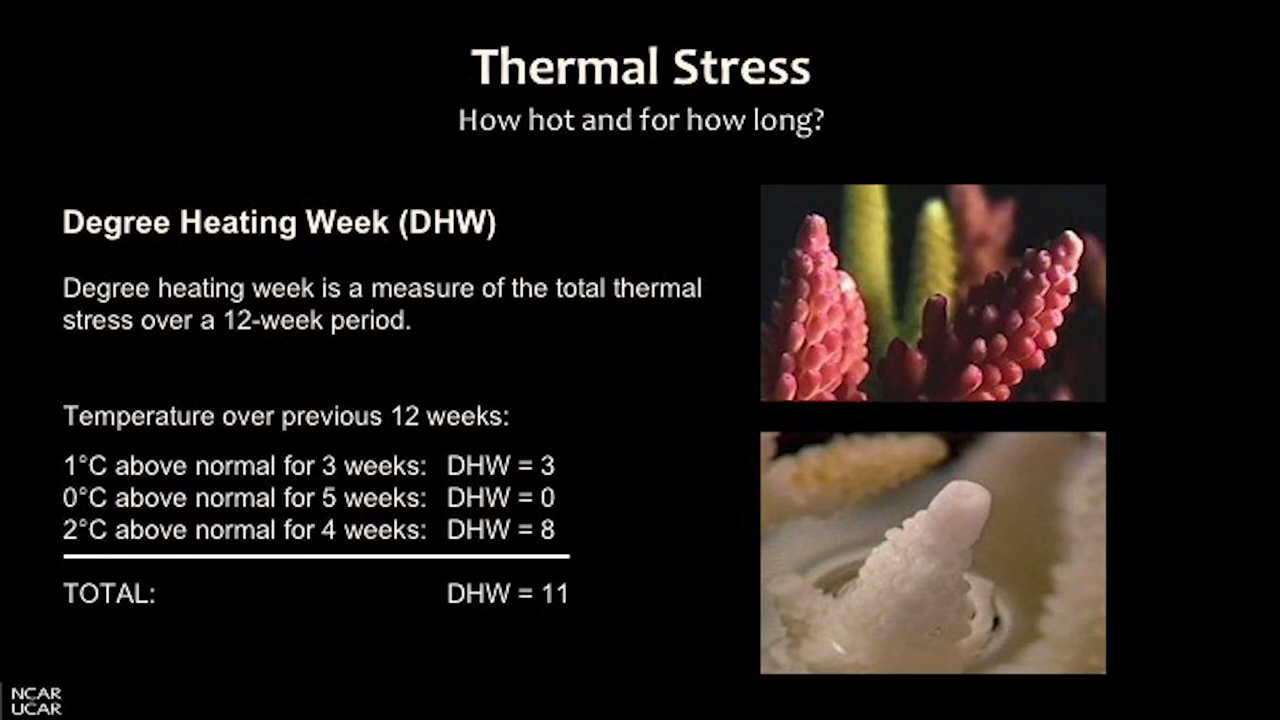 Thermal Stress
How hot and for how long?
Degree Heating Week (DHW)
Degree heating week is a measure of the total thermal
stress over a 12-week period.
Temperature over previous 12 weeks:
1°C above normal for 3 weeks: DHW = 3
0°C above normal for 5 weeks: DHW = 0
2°C above normal for 4 weeks: DHW = 8
TOTAL: DHW = 11
NCAR
UCAR